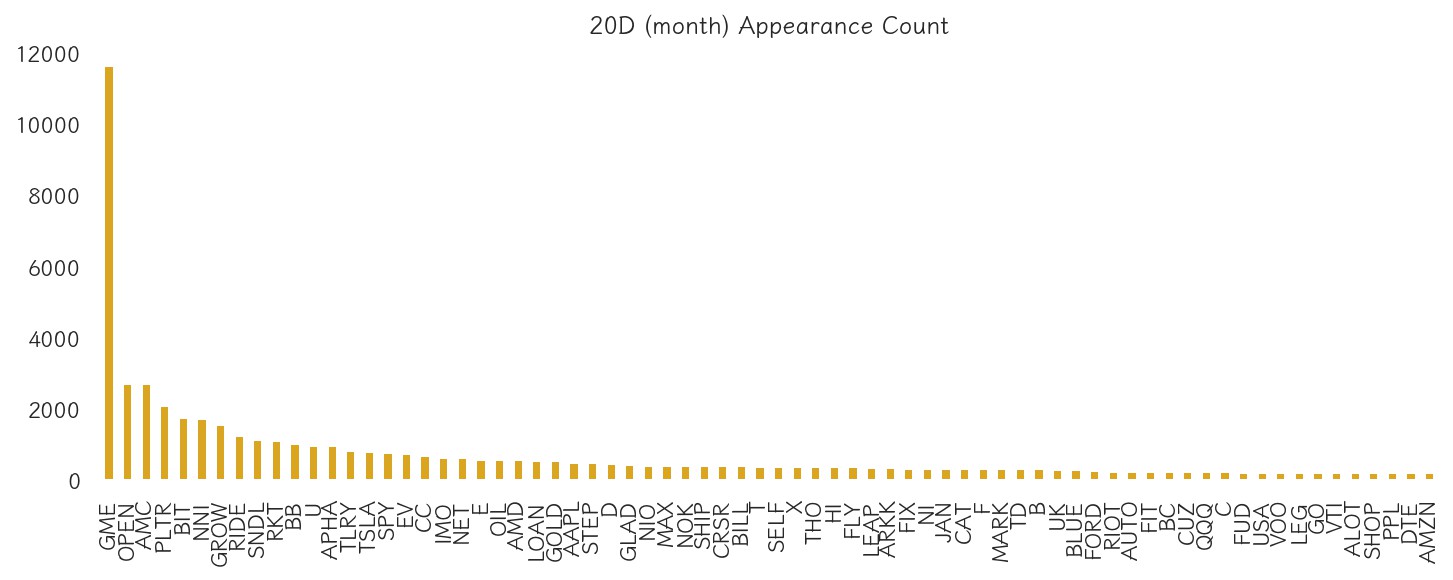 20D (month) Appearance Count
12000
10000
8000
6000
4000
2000
0
GME
OPEN
AMC
PLTR
BIT
NNI
GROW
RIDE
SNDL
RKT
BB
U
APHA
TLRY
TSLA
SPY
EV
CC
IMO
NET
E
OIL
AMD
LOAN
GOLD
AAPL
STEP
D
GLAD
NIO
MAX
NOK
SHIP
CRSR
BILL
T
SELF
X
THO
HI
FLY
LEAP
ARKK
FIX
NI
JAN
CAT
F
MARK
TD
B
UK
BLUE
FORD
RIOT
AUTO
FIT
BC
CUZ
QQQ
C
FUD
USA
VOO
LEG
GO
VTI
ALOT
SHOP
PPL
DTE
AMZN